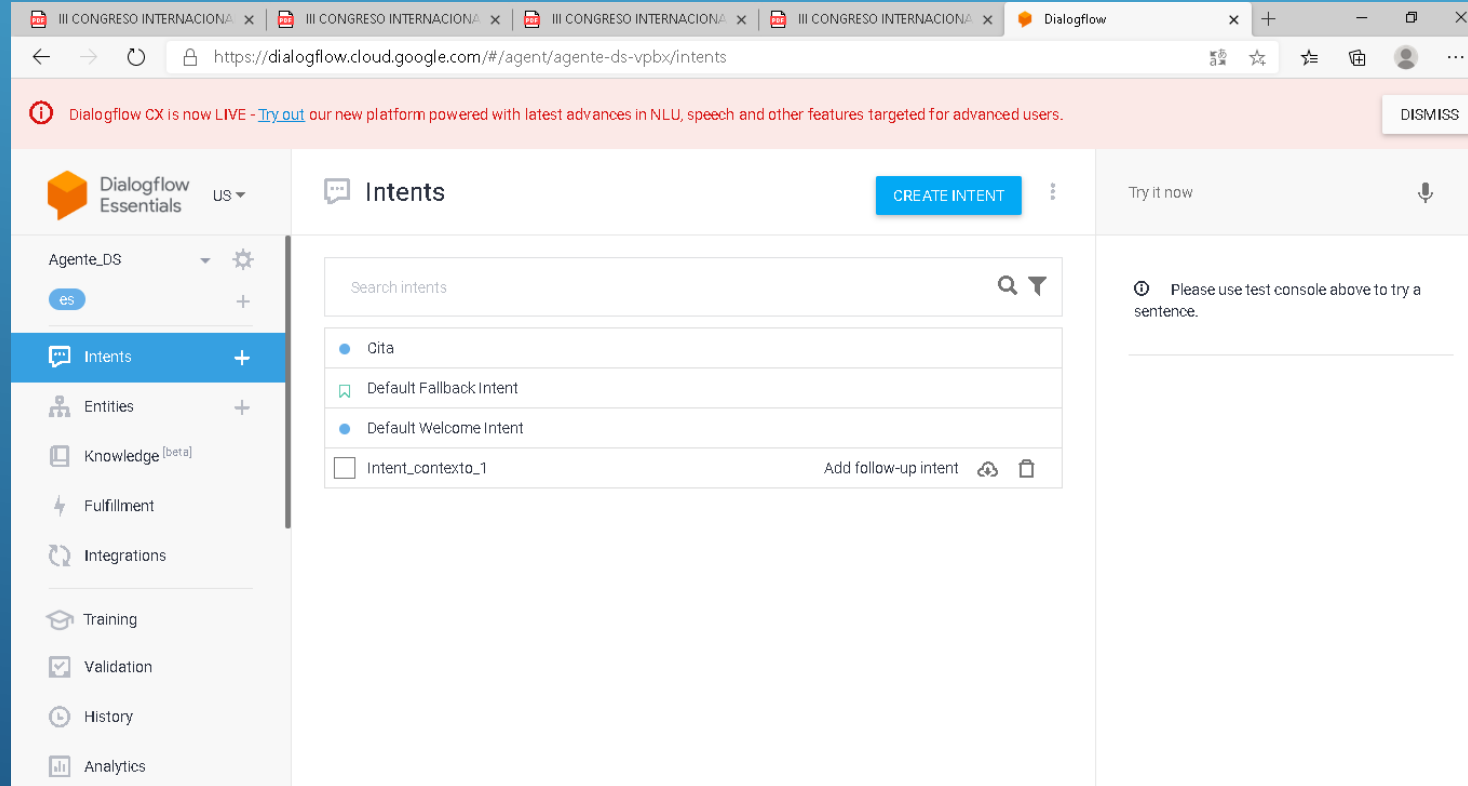 III CONGRESO INTERNACIONA
III CONGRESO INTERNACIONA
III CONGRESO INTERNACIONA
III CONGRESO INTERNACIONA
Dialogflow
https://dialogflow.cloud.google.com/#/agent/agente-ds-vpbx/intents
Dialogflow CX is now LIVE - Try out our new platform powered with latest advances in NLU, speech and other features targeted for advanced users.
DISMISS
Dialogflow
Essentials
US
Intents
CREATE INTENT
Try it now
Agente_DS
es
Search intents
Please use test console above to try a
sentence.
Intents
Entities
Knowledge [beta]
Fulfillment
Integrations
Training
Validation
History
Analytics
Cita
Default Fallback Intent
Default Welcome Intent
Intent_contexto_1
Add follow-up intent